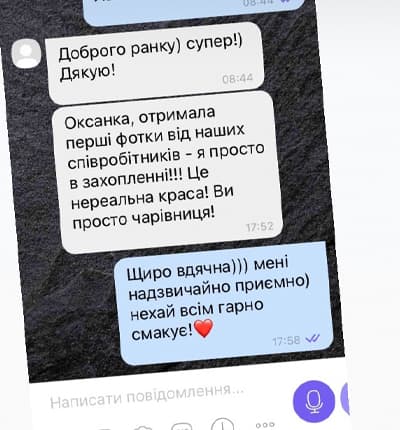 08:44
Доброго ранку) супер!)
Дякую!
08:44
Оксанка, отримала
перші фотки від наших
співробітників - я просто
в захопленні!!! Це
нереальна краса! Ви
просто чарівниця!
17:52
Щиро вдячна))) мені
надзвичайно приємно)
нехай всім гарно
смакує!❤️
17:58
Написати повідомлення...